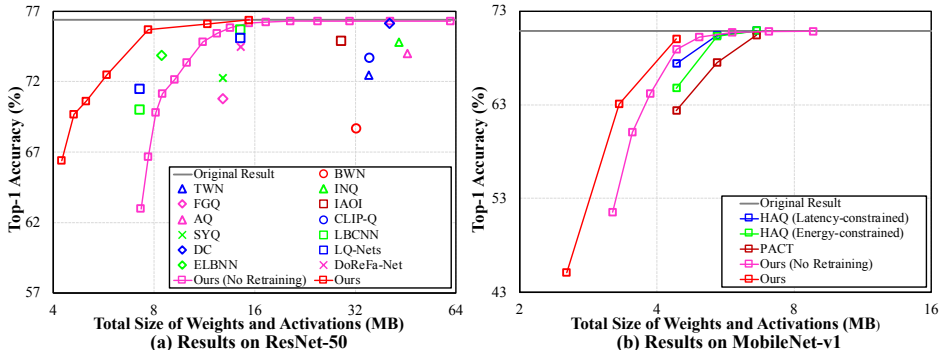 77
72
67
62
57
Top-1 Accuracy (%)
Original Result
BWN
TWN
INQ
FGQ
IAOI
AQ
CLIP-Q
SYQ
LBCNN
DC
LQ-Nets
ELBNN
DoReFa-Net
Ours (No Retraining)
Ours
4 8 16 32 64
Total Size of Weights and Activations (MB)
(a) Results on ResNet-50
73
63
53
43
Top-1 Accuracy (%)
Original Result
HAQ (Latency-constrained)
HAQ (Energy-constrained)
PACT
Ours (No Retraining)
Ours
2 4 8 16
Total Size of Weights and Activations (MB)
(b) Results on MobileNet-v1